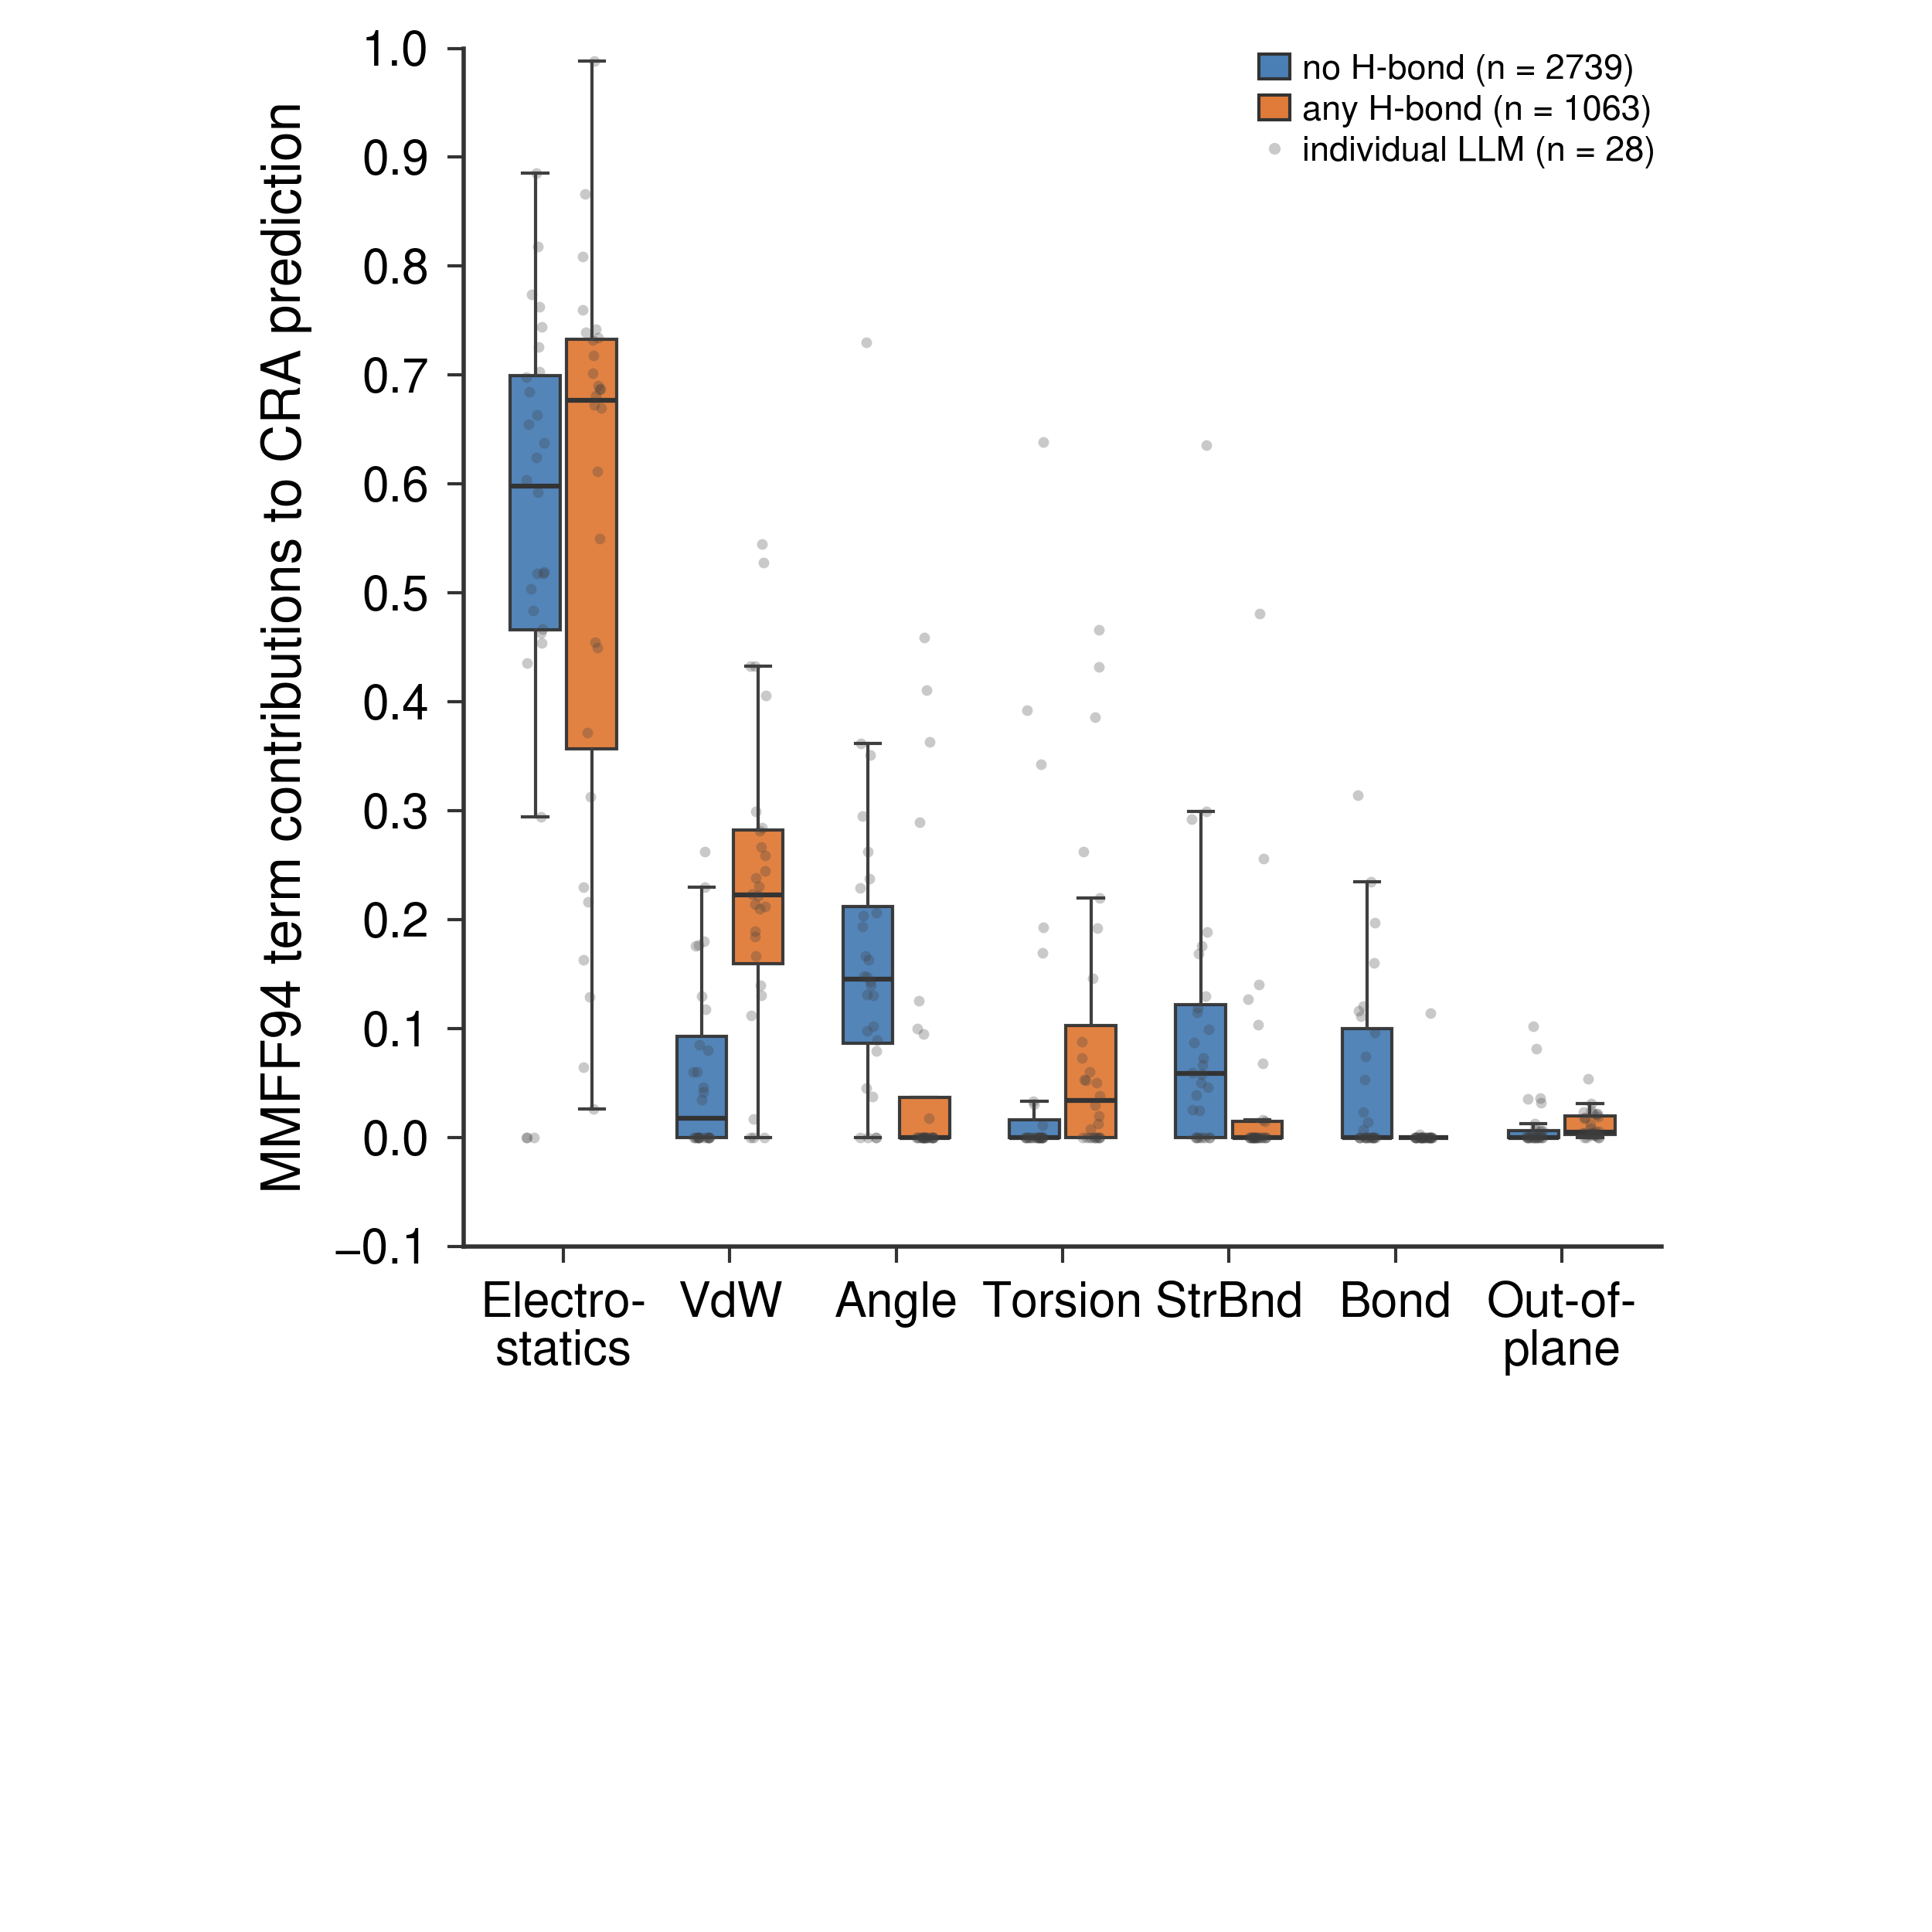 MMFF94 term contributions to CRA prediction
1.0
0.9
0.8
0.7
0.6
0.5
0.4
0.3
0.2
0.1
0.0
−0.1
no H-bond (n = 2739)
any H-bond (n = 1063)
individual LLM (n = 28)
Electro-
statics
VdW
Angle
Torsion
StrBnd
Bond
Out-of-
plane